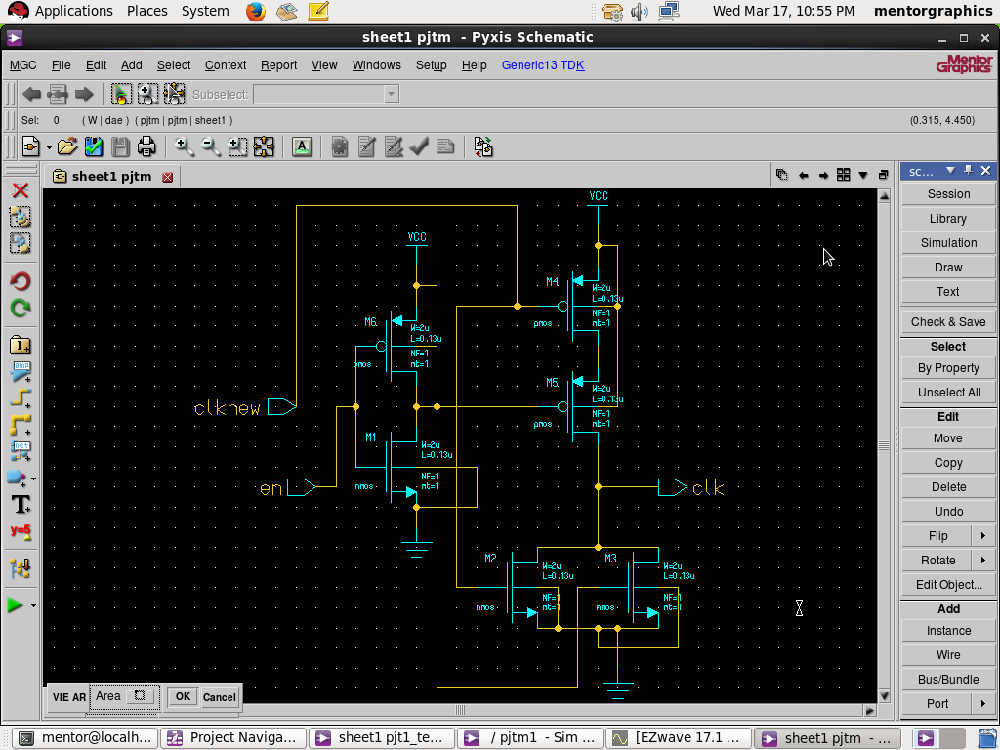 Applications Places System Wed Mar 17, 10:55 PM mentorgraphics
sheet1 pjtm - Pyxis Schematic
MGC File Edit Add Select Context Report View Windows Setup Help Generic13 TDK Mentor Graphics
Subselect:
Sel: 0 ( W | dae ) ( pjtm | pjtm | sheet1 ) (0.315, 4.450)
A
sheet1 pjtm
sc...
Session
Library
Simulation
Draw
Text
Check & Save
Select
By Property
Unselect All
Edit
Move
Copy
Delete
Undo
Flip
Rotate
Edit Object...
Add
Instance
Wire
Bus/Bundle
Port
amp
net
T
y=5
VCC
VCC
M4
W=2u
L=0.13u
NF=1
mt=1
pmos
M6
W=2u
L=0.13u
NF=1
mt=1
pmos
M5
W=2u
L=0.13u
NF=1
mt=1
pmos
clknew
M1
W=2u
L=0.13u
NF=1
mt=1
nmos
en
clk
M2
W=2u
L=0.13u
NF=1
mt=1
nmos
M3
W=2u
L=0.13u
NF=1
mt=1
nmos
VIE AR Area OK Cancel
mentor@localh... Project Naviga... sheet1 pjt1_te... / pjtm1 - Sim ... [EZwave 17.1 ... sheet1 pjtm - ...